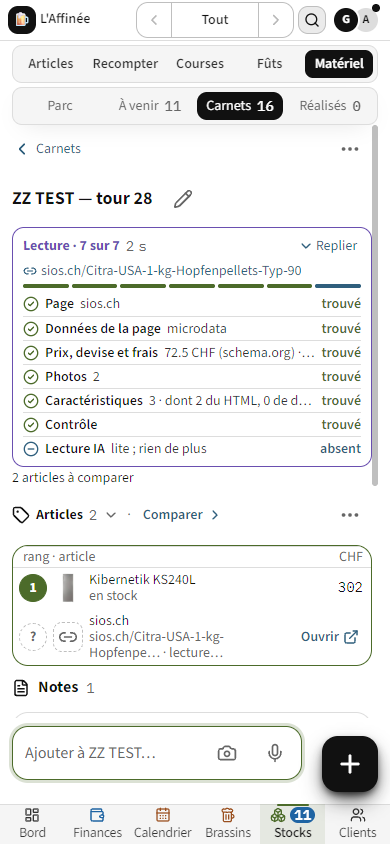 L'Affinée
Tout
G
A
Articles
Recompter
Courses
Fûts
Matériel
Parc
À venir 11
Carnets 16
Réalisés 0
Carnets
ZZ TEST — tour 28
Lecture · 7 sur 7 2 s
Replier
sios.ch/Citra-USA-1-kg-Hopfenpellets-Typ-90
Page sios.ch trouvé
Données de la page microdata trouvé
Prix, devise et frais 72.5 CHF (schema.org) ·… trouvé
Photos 2 trouvé
Caractéristiques 3 · dont 2 du HTML, 0 de d… trouvé
Contrôle trouvé
Lecture IA lite ; rien de plus absent
2 articles à comparer
Articles 2 · Comparer
rang · article CHF
1 Kibernetik KS240L 302
en stock
? sios.ch
sios.ch/Citra-USA-1-kg- Ouvrir
Hopfenpe… · lecture…
Notes 1
Ajouter à ZZ TEST…
11
Bord
Finances
Calendrier
Brassins
Stocks
Clients